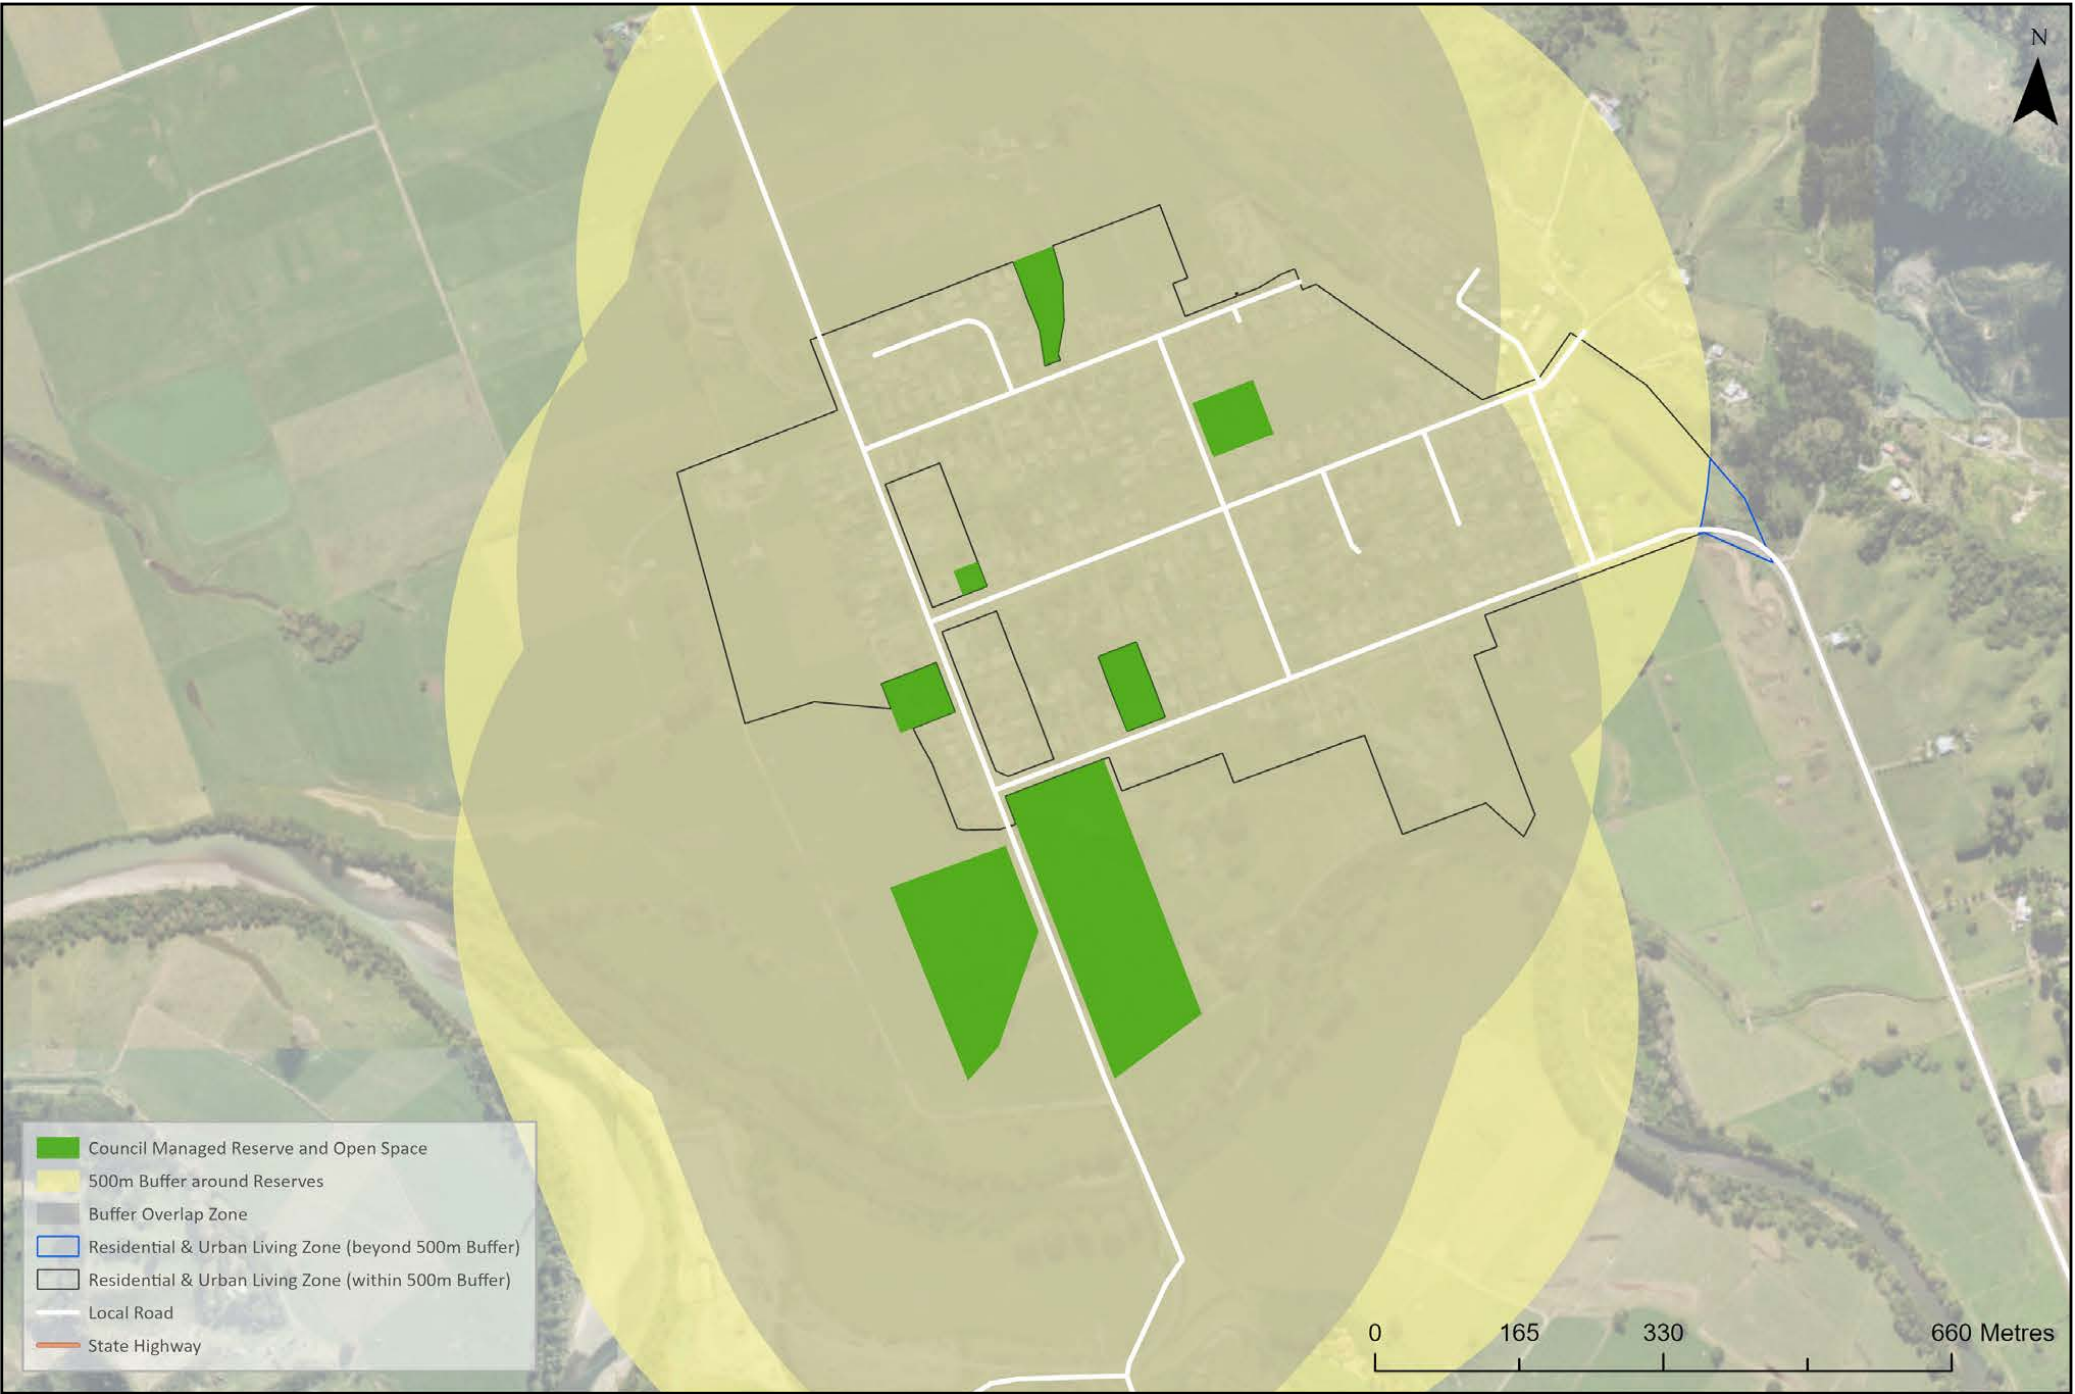 N
Council Managed Reserve and Open Space
500m Buffer around Reserves
Buffer Overlap Zone
Residential & Urban Living Zone (beyond 500m Buffer)
Residential & Urban Living Zone (within 500m Buffer)
Local Road
State Highway
0 165 330 660 Metres